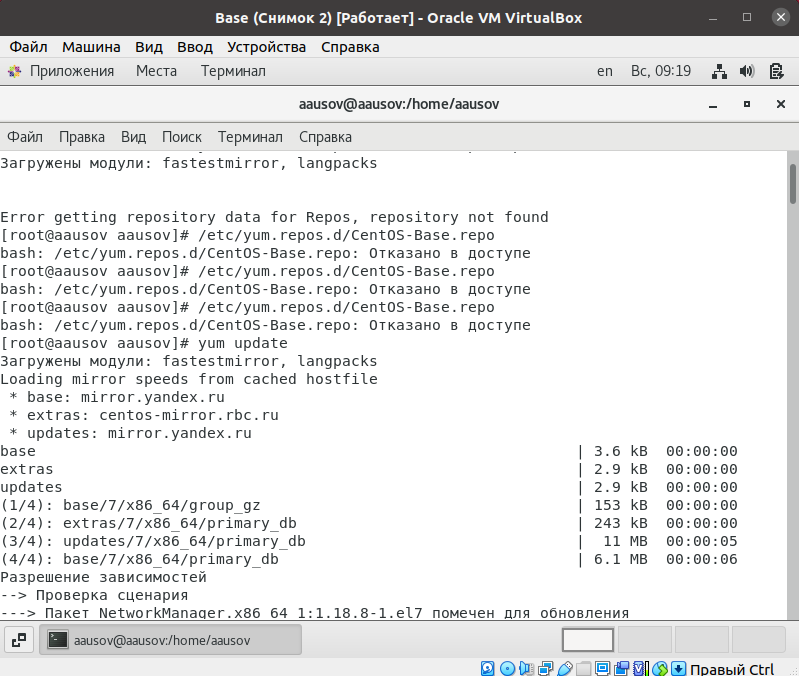 Base (Снимок 2) [Работает] - Oracle VM VirtualBox
Файл Машина Вид Ввод Устройства Справка
Приложения Места Терминал en Вс, 09:19
aausov@aausov:/home/aausov
Файл Правка Вид Поиск Терминал Справка
Загружены модули: fastestmirror, langpacks
Error getting repository data for Repos, repository not found
[root@aausov aausov]# /etc/yum.repos.d/CentOS-Base.repo
bash: /etc/yum.repos.d/CentOS-Base.repo: Отказано в доступе
[root@aausov aausov]# /etc/yum.repos.d/CentOS-Base.repo
bash: /etc/yum.repos.d/CentOS-Base.repo: Отказано в доступе
[root@aausov aausov]# /etc/yum.repos.d/CentOS-Base.repo
bash: /etc/yum.repos.d/CentOS-Base.repo: Отказано в доступе
[root@aausov aausov]# yum update
Загружены модули: fastestmirror, langpacks
Loading mirror speeds from cached hostfile
 * base: mirror.yandex.ru
 * extras: centos-mirror.rbc.ru
 * updates: mirror.yandex.ru
base | 3.6 kB 00:00:00
extras | 2.9 kB 00:00:00
updates | 2.9 kB 00:00:00
(1/4): base/7/x86_64/group_gz | 153 kB 00:00:00
(2/4): extras/7/x86_64/primary_db | 243 kB 00:00:00
(3/4): updates/7/x86_64/primary_db | 11 MB 00:00:05
(4/4): base/7/x86_64/primary_db | 6.1 MB 00:00:06
Разрешение зависимостей
--> Проверка сценария
---> Пакет NetworkManager.x86_64 1:1.18.8-1.el7 помечен для обновления
aausov@aausov:/home/aausov
Правый Ctrl